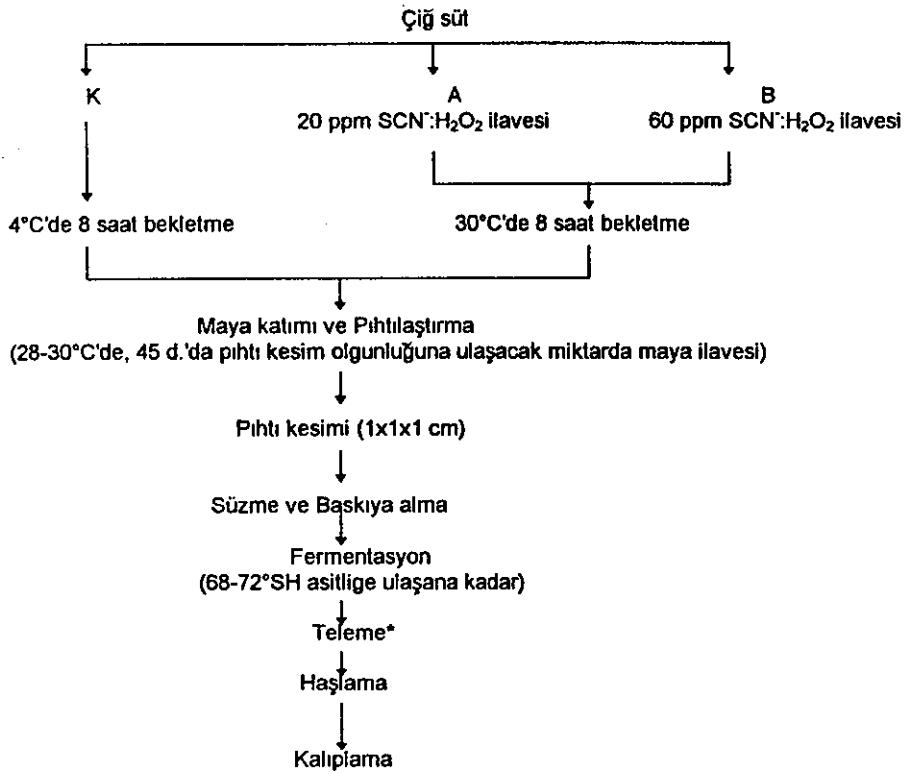 Çiğ süt
K
A
B
20 ppm SCN⁻:H₂O₂ ilavesi
60 ppm SCN⁻:H₂O₂ ilavesi
4°C'de 8 saat bekletme
30°C'de 8 saat bekletme
Maya katımı ve Pıhtılaştırma
(28-30°C'de, 45 d.'da pıhtı kesim olgunluğuna ulaşacak miktarda maya ilavesi)
Pıhtı kesimi (1x1x1 cm)
Süzme ve Baskıya alma
Fermentasyon
(68-72°SH asitlige ulaşana kadar)
Teleme*
Haşlama
Kalıplama